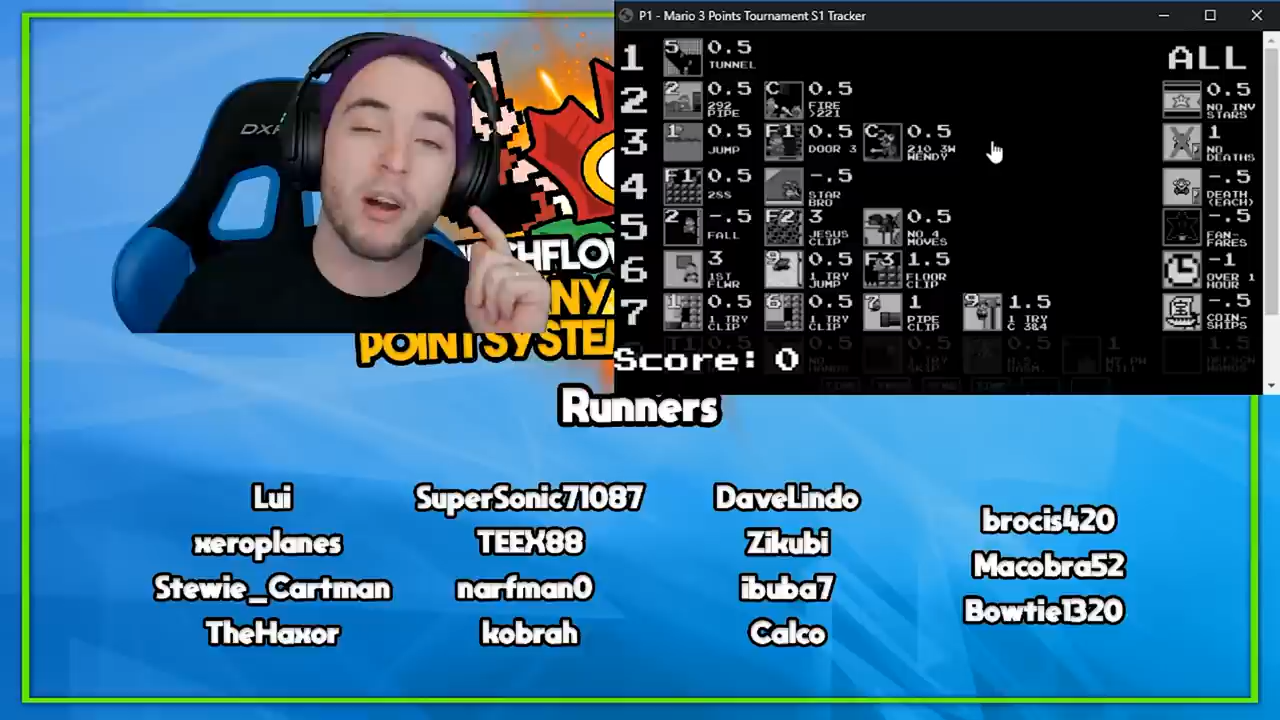 P1 - Mario 3 Points Tournament S1 Tracker
1 5 0.5 TUNNEL ALL
2 2 0.5 292 PIPE C 0.5 FIRE >221 0.5 NO INV STARS
3 1 0.5 JUMP F1 0.5 DOOR 3 C 0.5 210 3W WENDY 1 NO DEATHS
4 F1 0.5 288 -.5 STAR BRO -.5 DEATH (EACH)
5 2 -.5 FALL F2 3 JESUS CLIP 0.5 NO 4 MOVES -.5 FAN-FARES
6 3 1ST FLWR 9 0.5 1 TRY JUMP F3 1.5 FLOOR CLIP -1 OVER 1 HOUR
7 1 0.5 1 TRY CLIP 6 0.5 1 TRY CLIP 7 1 PIPE CLIP 9 1.5 1 TRY C 3&4 -.5 COIN-SHIPS
Score: 0
DXR
POINT SYSTEM
Runners
Lui SuperSonic71087 DaveLindo brocis420
xeroplanes TEEX88 Zikubi Macobra52
Stewie_Cartman narfman0 ibuba7 Bowtie1320
TheHaxor kobrah Calco